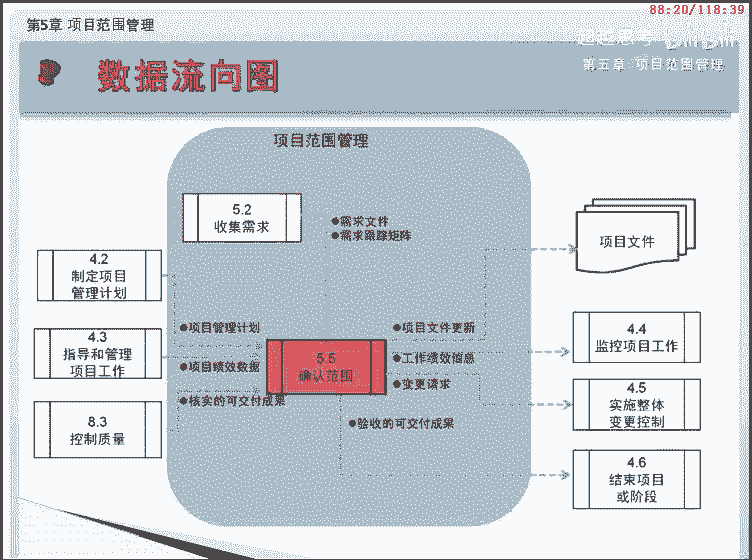 88:20/118:39
第5章 项目范围管理
超越思考 bilibili
第五章 项目范围管理
数据流向图
项目范围管理
5.2
收集需求
●需求文件
●需求跟踪矩阵
项目文件
4.2
制定项目
管理计划
●项目管理计划
●项目文件更新
4.4
监控项目工作
4.3
指导和管理
项目工作
●项目绩效数据
5.5
确认范围
●工作绩效信息
●变更请求
4.5
实施整体
变更控制
8.3
控制质量
●核实的可交付成果
●验收的可交付成果
4.6
结束项目
或阶段